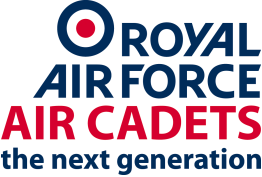 ROYAL
AIR FORCE
AIR CADETS
the next generation